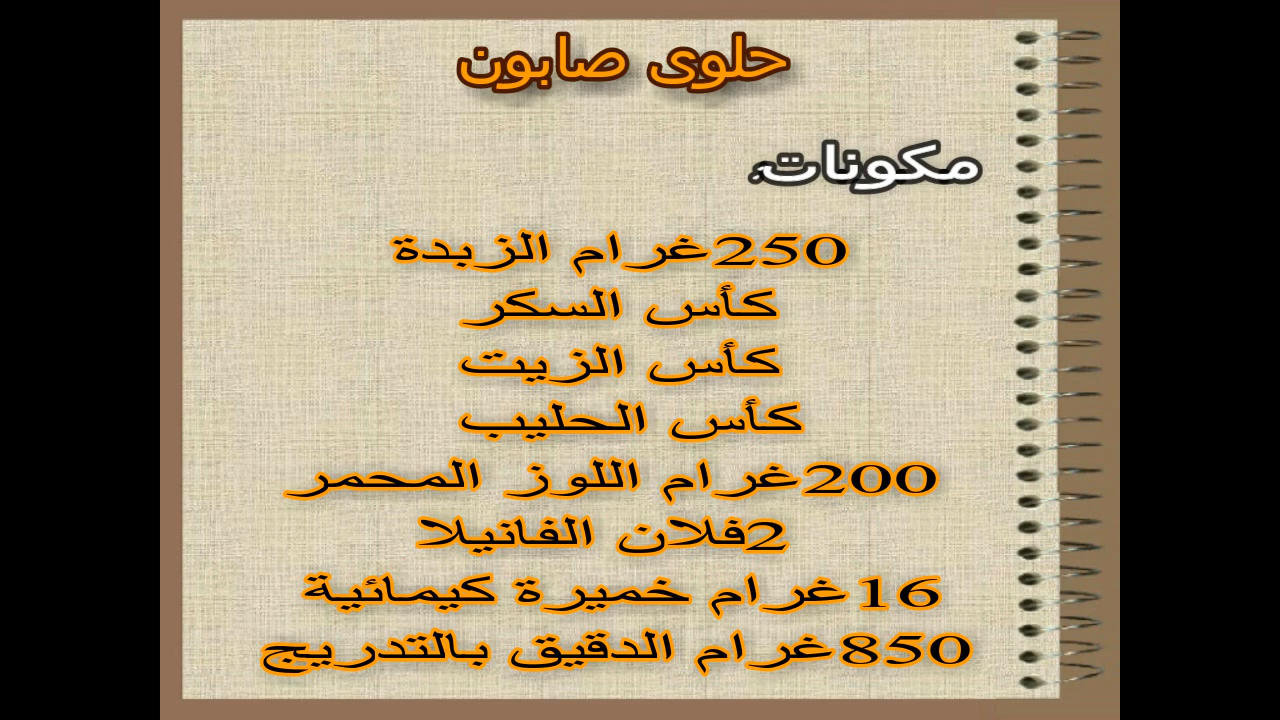 حلوى صابون
مكونات:
250غرام الزبدة
كأس السكر
كأس الزيت
كأس الحليب
200غرام اللوز المحمر
2فلان الفانيلا
16غرام خميرة كيمائية
850غرام الدقيق بالتدريج